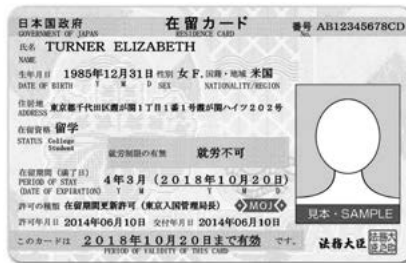 日本国政府 在留カード 番号 AB12345678CD
GOVERNMENT OF JAPAN RESIDENCE CARD No.
氏名 TURNER ELIZABETH
NAME
生年月日 1985年12月31日 性別 女 F. 国籍・地域 米国
DATE OF BIRTH Y M D SEX NATIONALITY/REGION
住居地 東京都千代田区霞が関1丁目1番1号霞が関ハイツ202号
ADDRESS
在留資格 留学
STATUS College
Student
就労制限の有無 就労不可
在留期間(満了日) 4年3月(2018年10月20日)
PERIOD OF STAY
(DATE OF EXPIRATION) Y M Y M D
許可の種類 在留期間更新許可(東京入国管理局長) MOJ
許可年月日 2014年06月10日 交付年月日 2014年06月10日
見本・SAMPLE
このカードは 2018年10月20日まで有効 です。
PERIOD OF VALIDITY OF THIS CARD
法務大臣